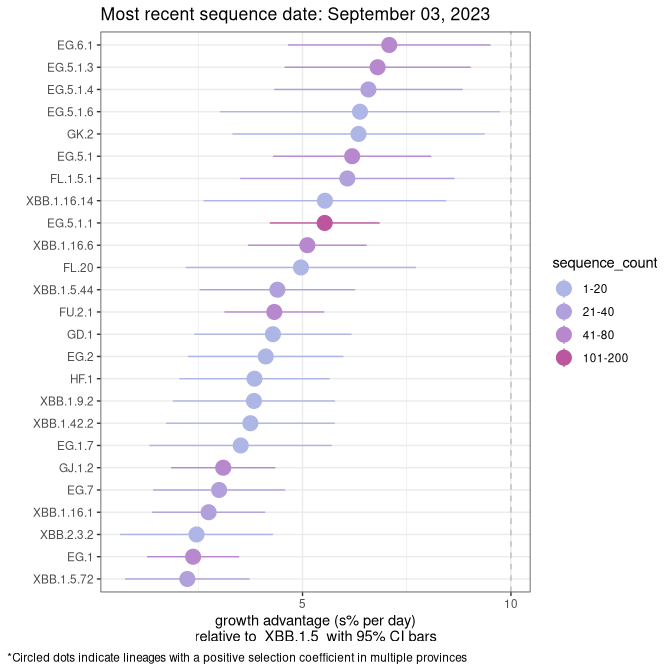 Most recent sequence date: September 03, 2023
EG.6.1
EG.5.1.3
EG.5.1.4
EG.5.1.6
GK.2
EG.5.1
FL.1.5.1
XBB.1.16.14
EG.5.1.1
XBB.1.16.6
FL.20
XBB.1.5.44
FU.2.1
GD.1
EG.2
HF.1
XBB.1.9.2
XBB.1.42.2
EG.1.7
GJ.1.2
EG.7
XBB.1.16.1
XBB.2.3.2
EG.1
XBB.1.5.72
5 10
growth advantage (s% per day)
relative to XBB.1.5 with 95% CI bars
sequence_count
1-20
21-40
41-80
101-200
*Circled dots indicate lineages with a positive selection coefficient in multiple provinces